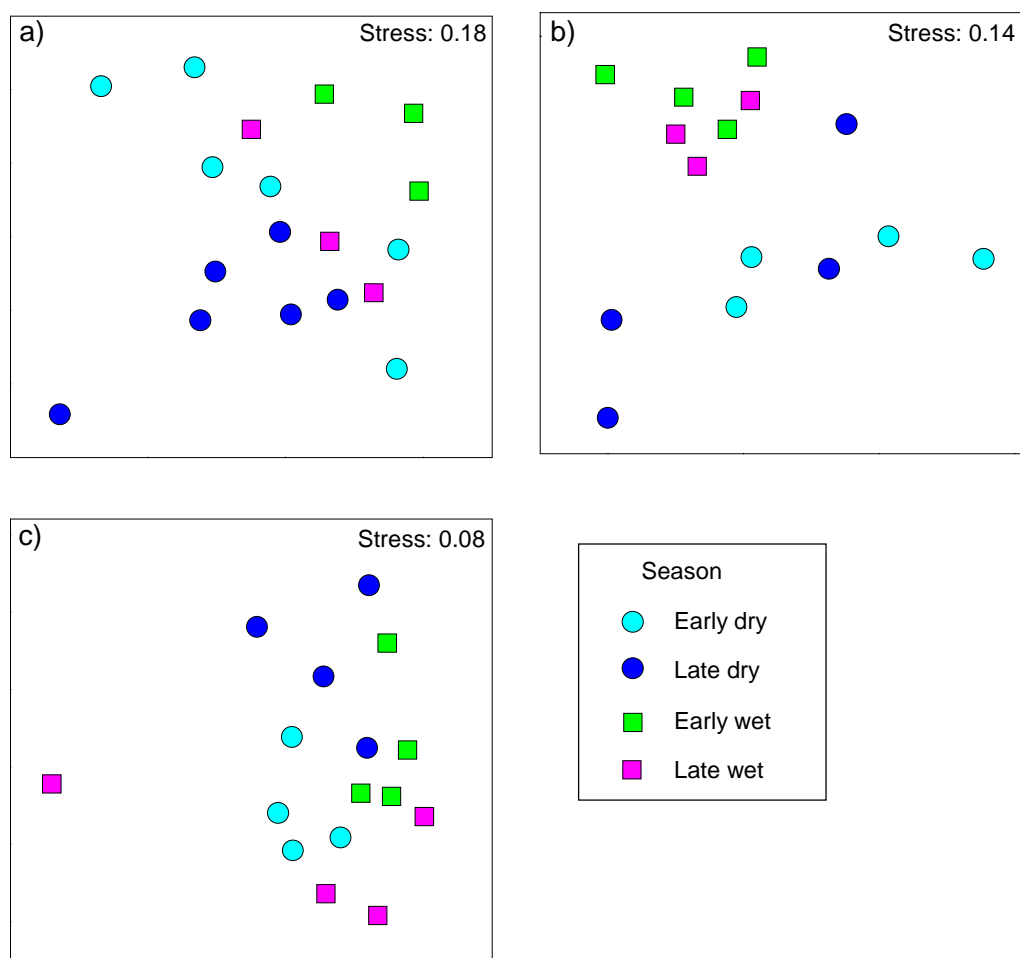 a) Stress: 0.18
b) Stress: 0.14
c) Stress: 0.08
Season
Early dry
Late dry
Early wet
Late wet